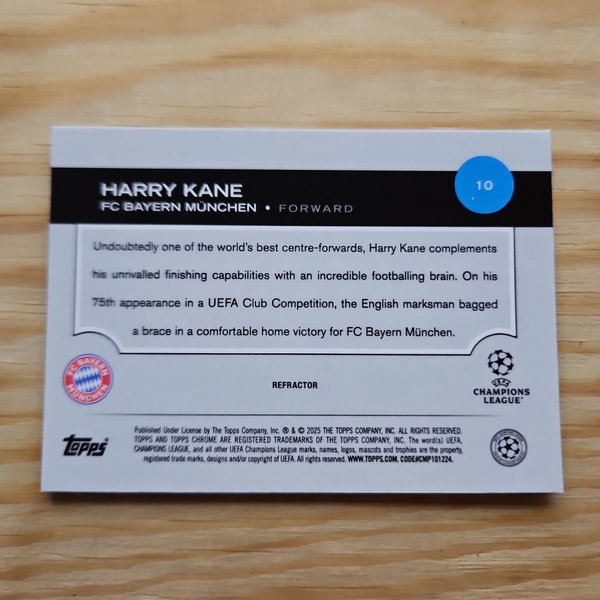 10
HARRY KANE
FC BAYERN MÜNCHEN • FORWARD
Undoubtedly one of the world's best centre-forwards, Harry Kane complements
his unrivalled finishing capabilities with an incredible footballing brain. On his
75th appearance in a UEFA Club Competition, the English marksman bagged
a brace in a comfortable home victory for FC Bayern München.
FC BAYERN
MÜNCHEN
REFRACTOR
UEFA
CHAMPIONS
LEAGUE
Topps
Published Under License by The Topps Company, Inc. ® & © 2025 THE TOPPS COMPANY, INC. ALL RIGHTS RESERVED.
TOPPS AND TOPPS CHROME ARE REGISTERED TRADEMARKS OF THE TOPPS COMPANY, INC. The word(s) UEFA,
CHAMPIONS LEAGUE, and all other UEFA Champions League marks, names, logos, mascots and trophies are the property,
registered trade marks, designs and/or copyright of UEFA. All rights reserved. WWW.TOPPS.COM. CODE#CMP101224.